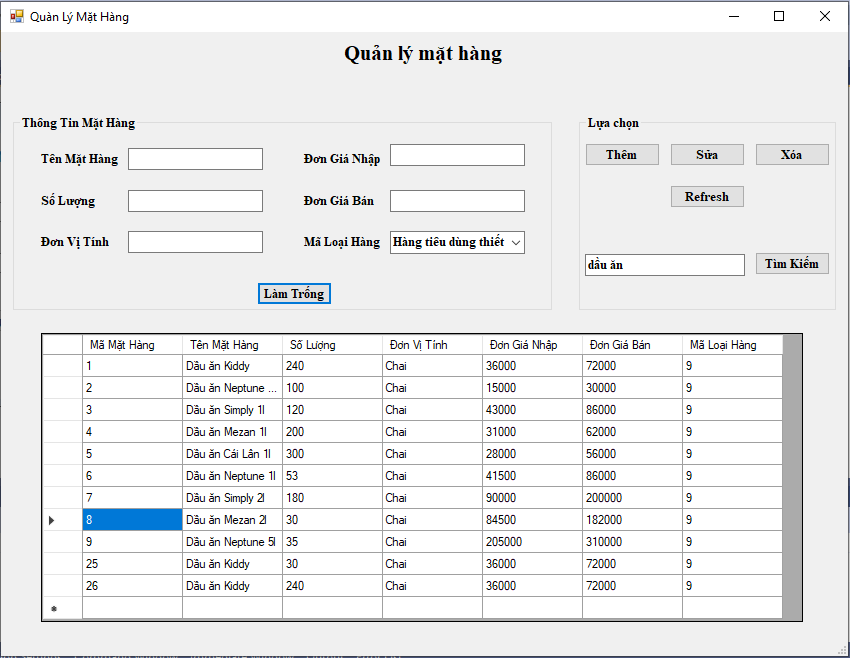 Quản Lý Mặt Hàng
Quản lý mặt hàng
Thông Tin Mặt Hàng
Tên Mặt Hàng
Đơn Giá Nhập
Số Lượng
Đơn Giá Bán
Đơn Vị Tính
Mã Loại Hàng Hàng tiêu dùng thiết
Làm Trống
Lựa chọn
Thêm Sửa Xóa
Refresh
dầu ăn Tìm Kiếm
Mã Mặt Hàng Tên Mặt Hàng Số Lượng Đơn Vị Tính Đơn Giá Nhập Đơn Giá Bán Mã Loại Hàng
1 Dầu ăn Kiddy 240 Chai 36000 72000 9
2 Dầu ăn Neptune ... 100 Chai 15000 30000 9
3 Dầu ăn Simply 1l 120 Chai 43000 86000 9
4 Dầu ăn Mezan 1l 200 Chai 31000 62000 9
5 Dầu ăn Cái Lân 1l 300 Chai 28000 56000 9
6 Dầu ăn Neptune 1l 53 Chai 41500 86000 9
7 Dầu ăn Simply 2l 180 Chai 90000 200000 9
8 Dầu ăn Mezan 2l 30 Chai 84500 182000 9
9 Dầu ăn Neptune 5l 35 Chai 205000 310000 9
25 Dầu ăn Kiddy 30 Chai 36000 72000 9
26 Dầu ăn Kiddy 240 Chai 36000 72000 9